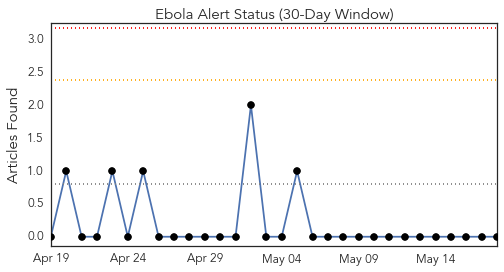 Ebola Alert Status (30-Day Window)
Articles Found
3.0
2.5
2.0
1.5
1.0
0.5
0.0
Apr 19 Apr 24 Apr 29 May 04 May 09 May 14